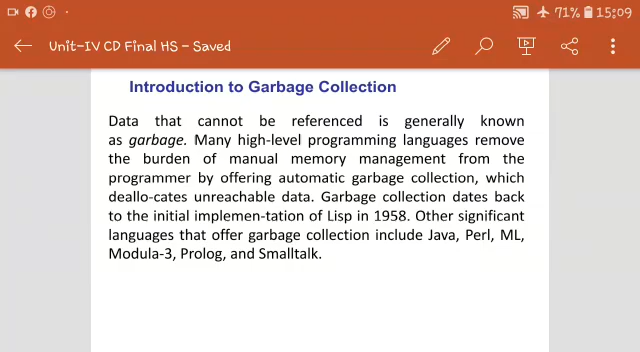 71% 15:09
Unit-IV CD Final HS - Saved
Introduction to Garbage Collection
Data that cannot be referenced is generally known
as garbage. Many high-level programming languages remove
the burden of manual memory management from the
programmer by offering automatic garbage collection, which
deallo-cates unreachable data. Garbage collection dates back
to the initial implemen-tation of Lisp in 1958. Other significant
languages that offer garbage collection include Java, Perl, ML,
Modula-3, Prolog, and Smalltalk.